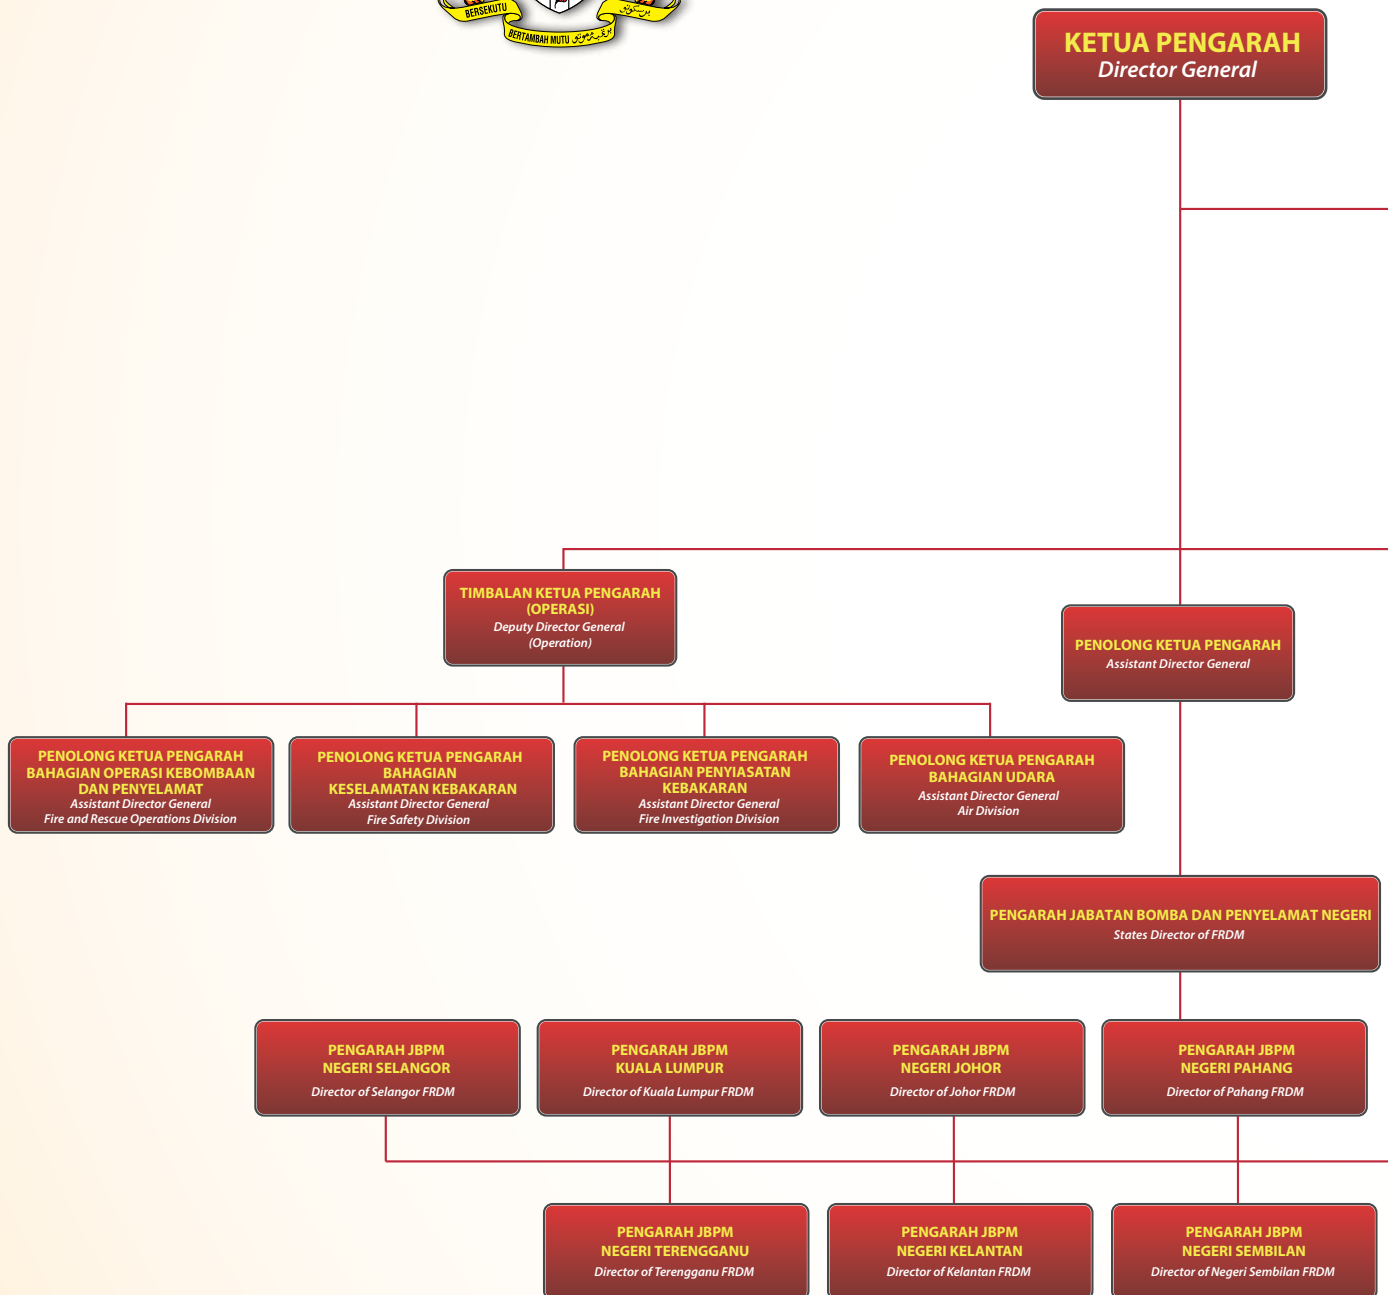 BERSEKUTU
برسكوتو
BERTAMBAH MUTU برتمبه موتو
KETUA PENGARAH
Director General
TIMBALAN KETUA PENGARAH
(OPERASI)
Deputy Director General
(Operation)
PENOLONG KETUA PENGARAH
Assistant Director General
PENOLONG KETUA PENGARAH
BAHAGIAN OPERASI KEBOMBAAN
DAN PENYELAMAT
Assistant Director General
Fire and Rescue Operations Division
PENOLONG KETUA PENGARAH
BAHAGIAN
KESELAMATAN KEBAKARAN
Assistant Director General
Fire Safety Division
PENOLONG KETUA PENGARAH
BAHAGIAN PENYIASATAN
KEBAKARAN
Assistant Director General
Fire Investigation Division
PENOLONG KETUA PENGARAH
BAHAGIAN UDARA
Assistant Director General
Air Division
PENGARAH JABATAN BOMBA DAN PENYELAMAT NEGERI
States Director of FRDM
PENGARAH JBPM
NEGERI SELANGOR
Director of Selangor FRDM
PENGARAH JBPM
KUALA LUMPUR
Director of Kuala Lumpur FRDM
PENGARAH JBPM
NEGERI JOHOR
Director of Johor FRDM
PENGARAH JBPM
NEGERI PAHANG
Director of Pahang FRDM
PENGARAH JBPM
NEGERI TERENGGANU
Director of Terengganu FRDM
PENGARAH JBPM
NEGERI KELANTAN
Director of Kelantan FRDM
PENGARAH JBPM
NEGERI SEMBILAN
Director of Negeri Sembilan FRDM